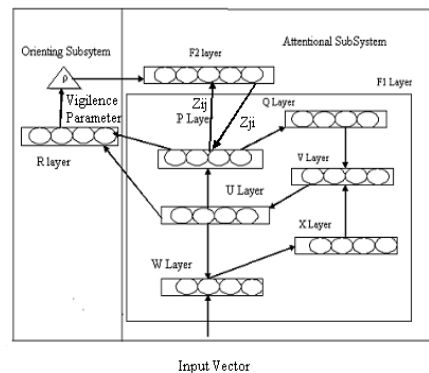 Orienting Subsytem
F2 layer
Attentional SubSystem
F1 Layer
ρ
Vigilence
Parameter
Zij
P Layer
Zji
Q Layer
R layer
V Layer
U Layer
X Layer
W Layer
Input Vector